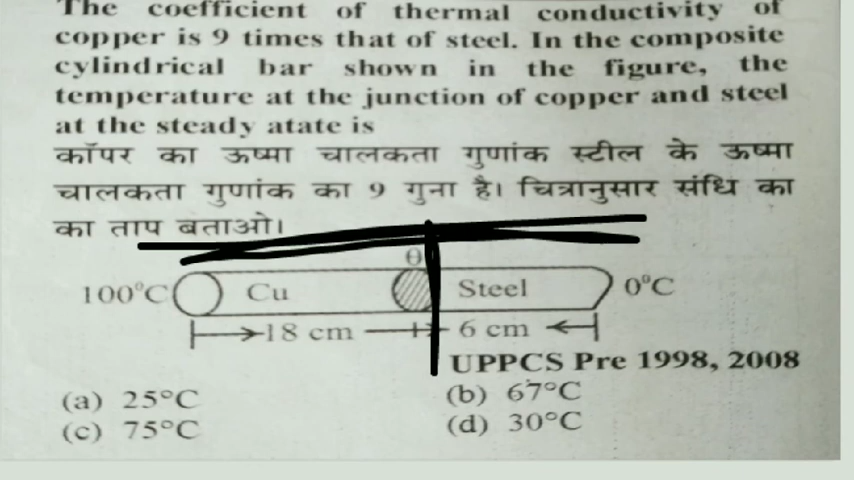 The coefficient of thermal conductivity of
copper is 9 times that of steel. In the composite
cylindrical bar shown in the figure, the
temperature at the junction of copper and steel
at the steady atate is
कॉपर का ऊष्मा चालकता गुणांक स्टील के ऊष्मा
चालकता गुणांक का 9 गुना है। चित्रानुसार संधि का
का ताप बताओ।
θ
100°C Cu Steel 0°C
18 cm 6 cm
UPPCS Pre 1998, 2008
(a) 25°C (b) 67°C
(c) 75°C (d) 30°C